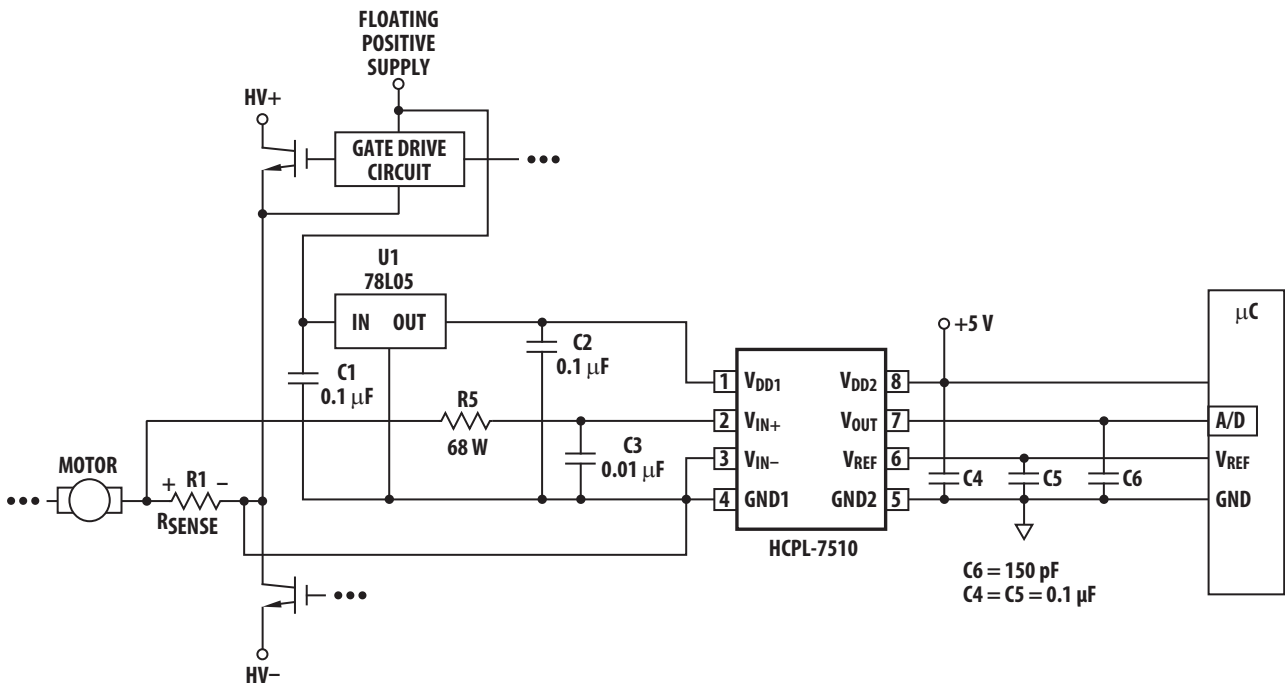 FLOATING
POSITIVE
SUPPLY
HV+
GATE DRIVE
CIRCUIT
U1
78L05
IN OUT
C1
0.1 μF
C2
0.1 μF
R5
68 W
C3
0.01 μF
MOTOR
+ R1 –
RSENSE
HV–
1 VDD1
2 VIN+
3 VIN–
4 GND1
VDD2 8
VOUT 7
VREF 6
GND2 5
HCPL-7510
+5 V
C4
C5
C6
C6 = 150 pF
C4 = C5 = 0.1 μF
μC
A/D
VREF
GND